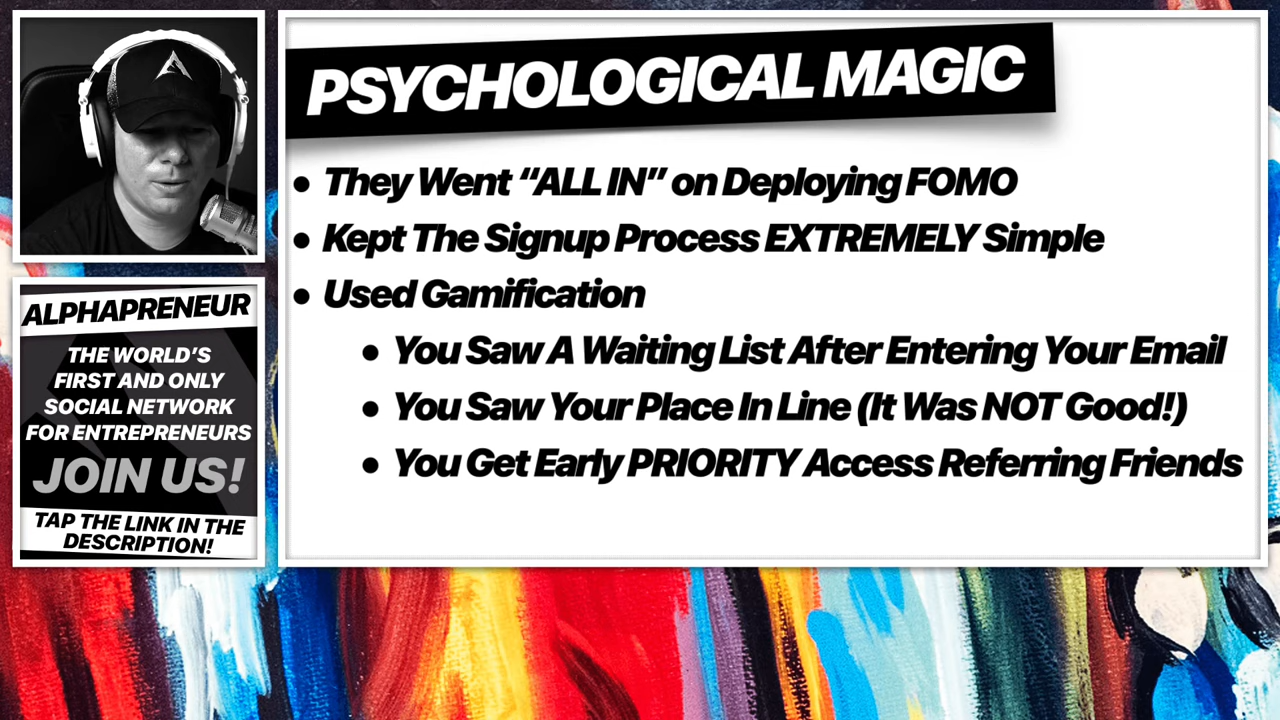 PSYCHOLOGICAL MAGIC
• They Went “ALL IN” on Deploying FOMO
• Kept The Signup Process EXTREMELY Simple
• Used Gamification
• You Saw A Waiting List After Entering Your Email
• You Saw Your Place In Line (It Was NOT Good!)
• You Get Early PRIORITY Access Referring Friends
ALPHAPRENEUR
THE WORLD’S
FIRST AND ONLY
SOCIAL NETWORK
FOR ENTREPRENEURS
JOIN US!
TAP THE LINK IN THE
DESCRIPTION!